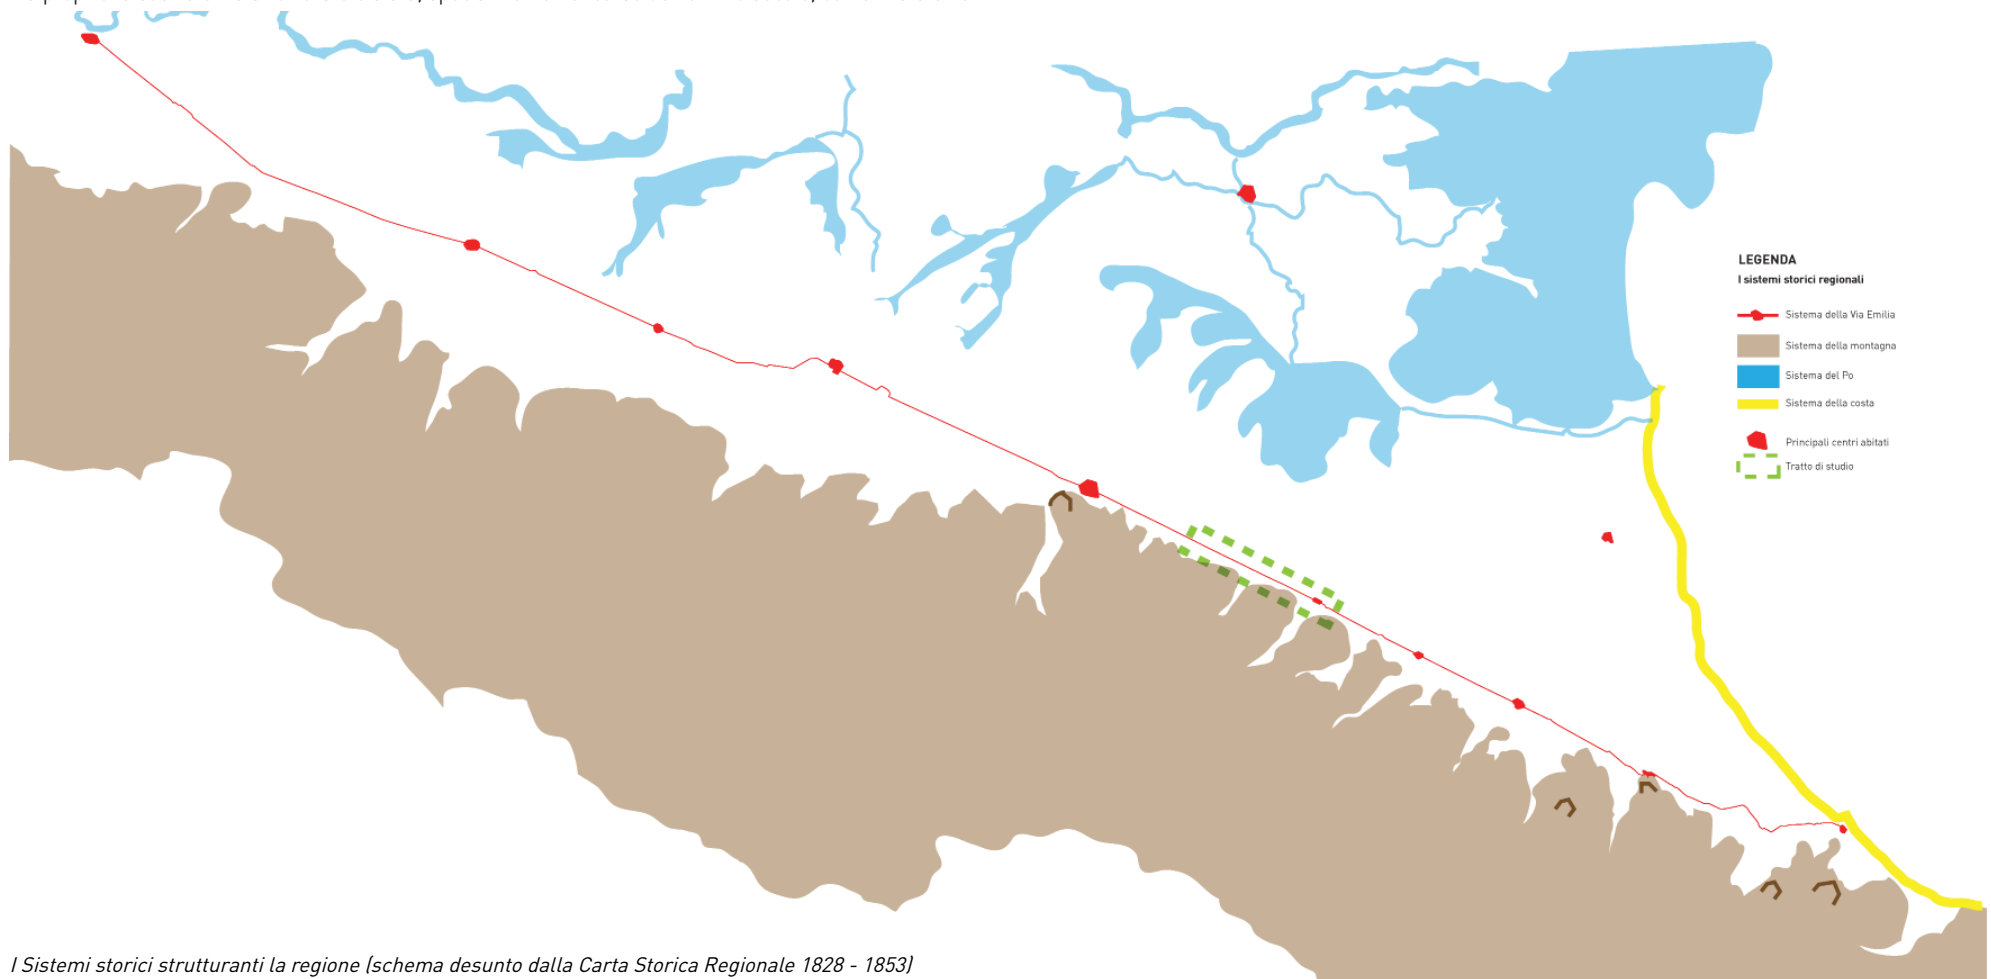 LEGENDA
I sistemi storici regionali
Sistema della Via Emilia
Sistema della montagna
Sistema del Po
Sistema della costa
Principali centri abitati
Tratto di studio
I Sistemi storici strutturanti la regione (schema desunto dalla Carta Storica Regionale 1828 - 1853)